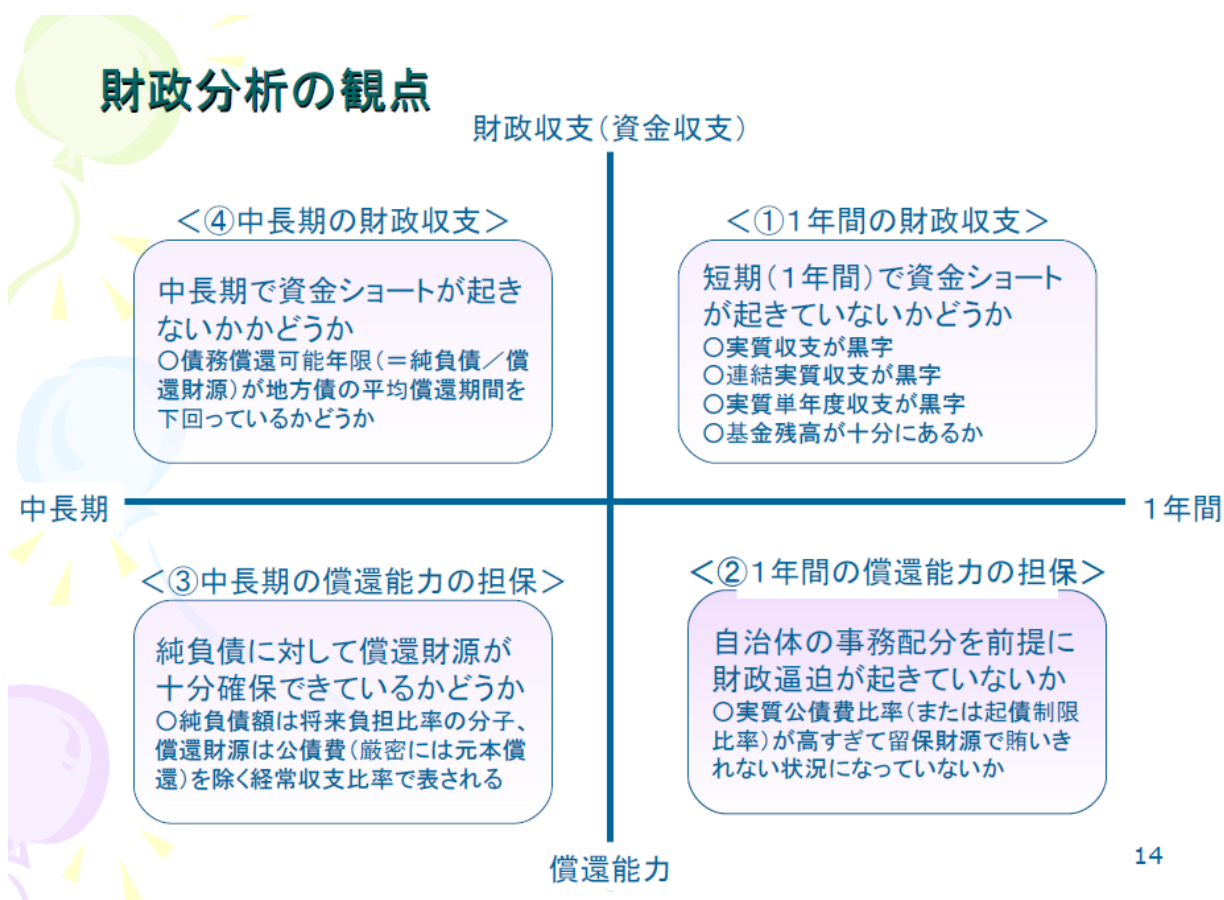 財政分析の観点
財政収支（資金収支）
＜④中長期の財政収支＞
中長期で資金ショートが起き
ないかかどうか
○債務償還可能年限（＝純負債／償
還財源）が地方債の平均償還期間を
下回っているかどうか
＜①１年間の財政収支＞
短期（１年間）で資金ショート
が起きていないかどうか
○実質収支が黒字
○連結実質収支が黒字
○実質単年度収支が黒字
○基金残高が十分にあるか
中長期
１年間
＜③中長期の償還能力の担保＞
純負債に対して償還財源が
十分確保できているかどうか
○純負債額は将来負担比率の分子、
償還財源は公債費（厳密には元本償
還）を除く経常収支比率で表される
＜②１年間の償還能力の担保＞
自治体の事務配分を前提に
財政逼迫が起きていないか
○実質公債費比率（または起債制限
比率）が高すぎて留保財源で賄いき
れない状況になっていないか
償還能力
14